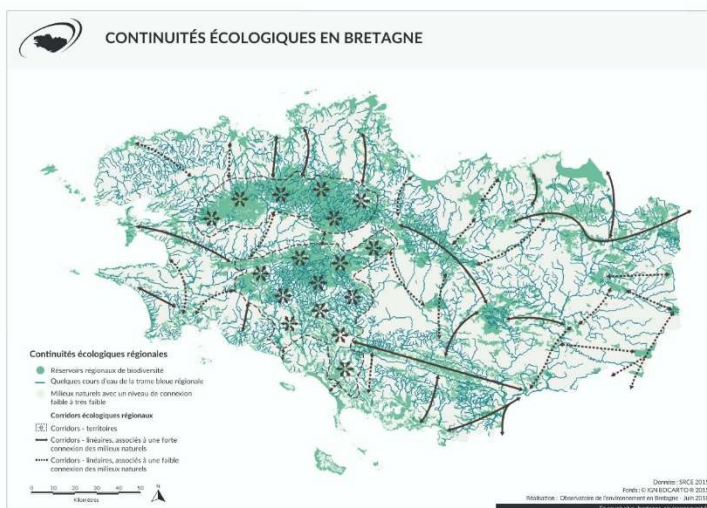 CONTINUITÉS ÉCOLOGIQUES EN BRETAGNE
Continuités écologiques régionales
Réservoirs régionaux de biodiversité
Quelques cours d'eau de la trame bleue régionale
Milieux naturels avec un niveau de connexion
faible à très faible
Corridors écologiques régionaux
Corridors - territoires
Corridors - linéaires, associés à une forte
connexion des milieux naturels
Corridors - linéaires, associés à une faible
connexion des milieux naturels
0 10 20 30 40 50
Kilomètres
N
Données : SRCE 2015
Fonds : © IGN BDCARTO® 2015
Réalisation : Observatoire de l'environnement en Bretagne - Juin 2018